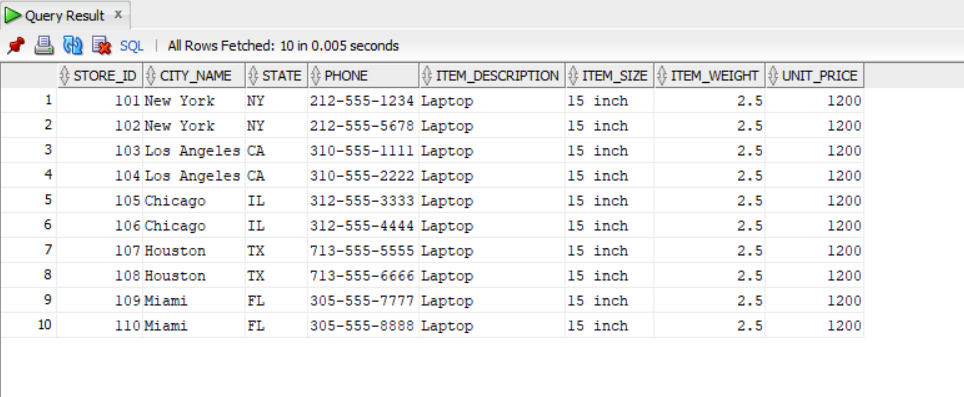 Query Result x
SQL | All Rows Fetched: 10 in 0.005 seconds
STORE_ID CITY_NAME STATE PHONE ITEM_DESCRIPTION ITEM_SIZE ITEM_WEIGHT UNIT_PRICE
1 101 New York NY 212-555-1234 Laptop 15 inch 2.5 1200
2 102 New York NY 212-555-5678 Laptop 15 inch 2.5 1200
3 103 Los Angeles CA 310-555-1111 Laptop 15 inch 2.5 1200
4 104 Los Angeles CA 310-555-2222 Laptop 15 inch 2.5 1200
5 105 Chicago IL 312-555-3333 Laptop 15 inch 2.5 1200
6 106 Chicago IL 312-555-4444 Laptop 15 inch 2.5 1200
7 107 Houston TX 713-555-5555 Laptop 15 inch 2.5 1200
8 108 Houston TX 713-555-6666 Laptop 15 inch 2.5 1200
9 109 Miami FL 305-555-7777 Laptop 15 inch 2.5 1200
10 110 Miami FL 305-555-8888 Laptop 15 inch 2.5 1200